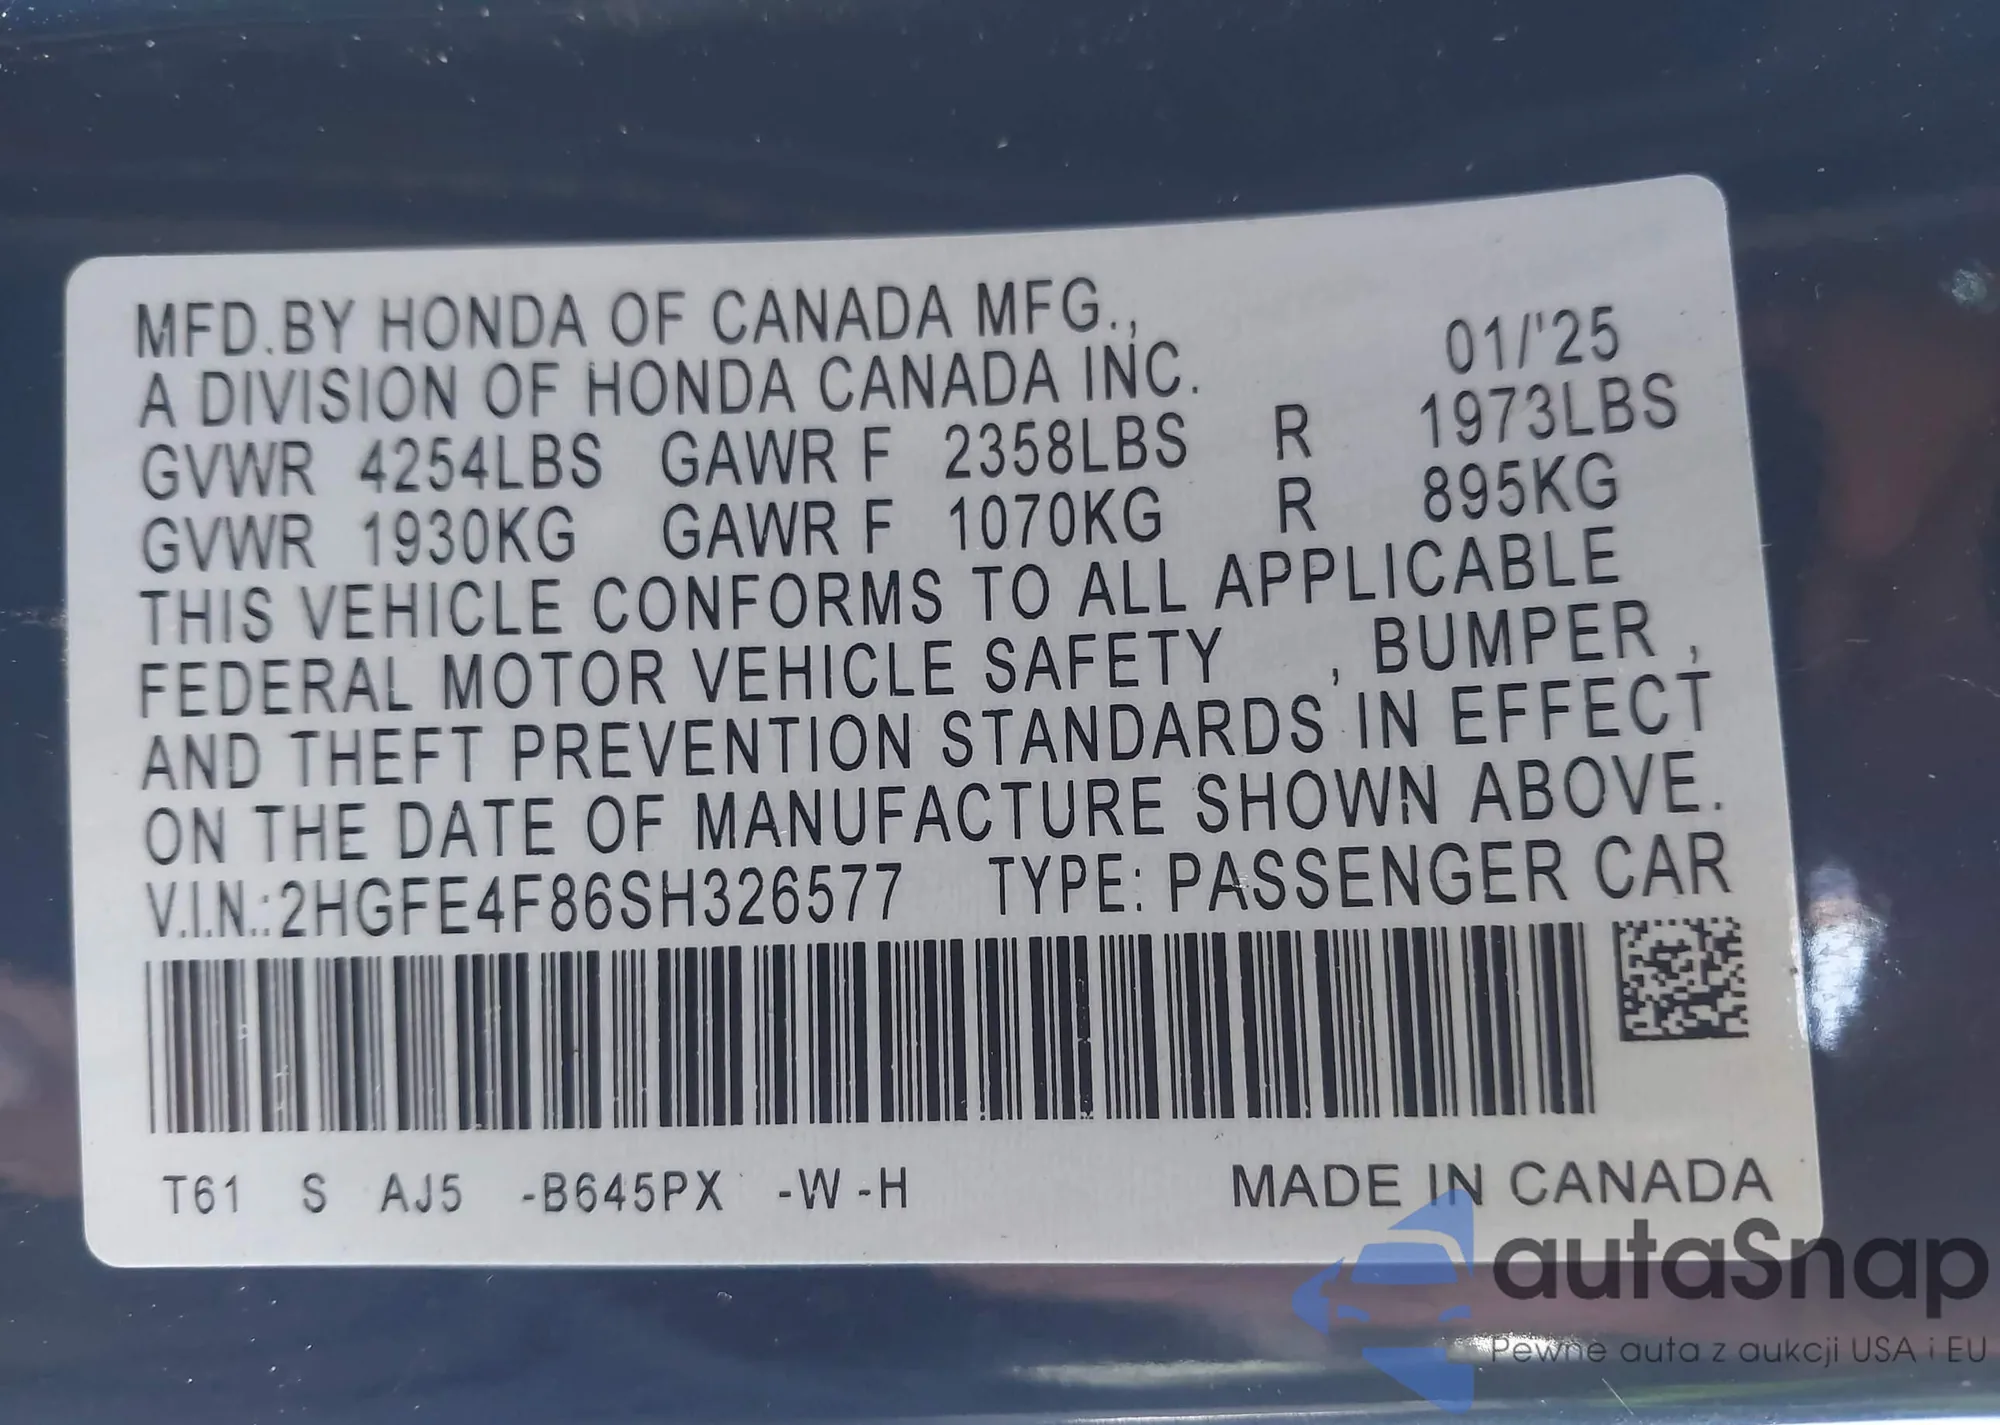 MFD.BY HONDA OF CANADA MFG.,
A DIVISION OF HONDA CANADA INC. 01/'25
GVWR 4254LBS GAWR F 2358LBS R 1973LBS
GVWR 1930KG GAWR F 1070KG R 895KG
THIS VEHICLE CONFORMS TO ALL APPLICABLE
FEDERAL MOTOR VEHICLE SAFETY , BUMPER ,
AND THEFT PREVENTION STANDARDS IN EFFECT
ON THE DATE OF MANUFACTURE SHOWN ABOVE.
V.I.N.:2HGFE4F86SH326577 TYPE: PASSENGER CAR
T61 S AJ5 -B645PX -W -H MADE IN CANADA
autaSnap
Pewne auta z aukcji USA i EU